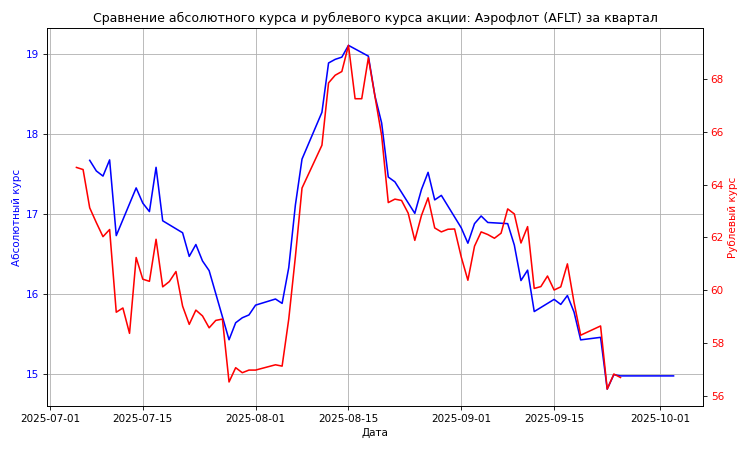 Сравнение абсолютного курса и рублевого курса акции: Аэрофлот (AFLT) за квартал
Абсолютный курс
19
18
17
16
15
68
66
64
62
60
58
56
Рублевый курс
2025-07-01 2025-07-15 2025-08-01 2025-08-15 2025-09-01 2025-09-15 2025-10-01
Дата